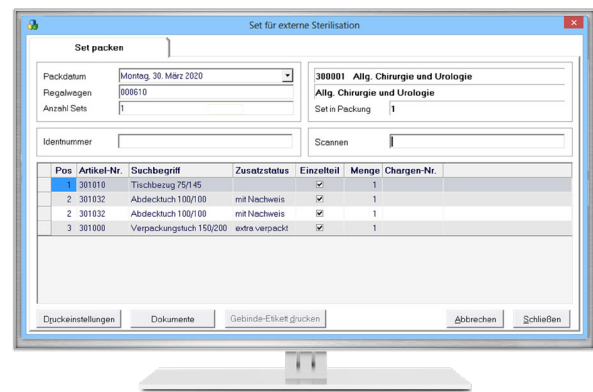 Set für externe Sterilisation
Set packen
Packdatum Montag, 30. März 2020
Regalwagen 000610
Anzahl Sets 1
300001 Allg. Chirurgie und Urologie
Allg. Chirurgie und Urologie
Set in Packung 1
Identnummer
Scannen
Pos Artikel-Nr. Suchbegriff Zusatzstatus Einzelteil Menge Chargen-Nr.
1 301010 Tischbezug 75/145 1
2 301032 Abdecktuch 100/100 mit Nachweis 1
2 301032 Abdecktuch 100/100 mit Nachweis 1
3 301000 Verpackungstuch 150/200 extra verpackt 1
Druckeinstellungen Dokumente Gebinde-Etikett drucken Abbrechen Schließen